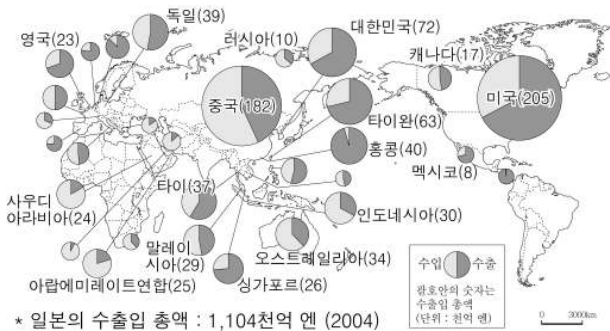 독일(39)
영국(23)
러시아(10)
대한민국(72)
캐나다(17)
중국(182)
미국(205)
타이완(63)
홍콩(40)
멕시코(8)
타이(37)
사우디
아라비아(24)
인도네시아(30)
말레이
시아(29)
오스트레일리아(34)
아랍에미레이트연합(25)
싱가포르(26)
수입 수출
괄호안의 숫자는
수출입 총액
(단위 : 천억 엔)
0 3000km
* 일본의 수출입 총액 : 1,104천억 엔 (2004)